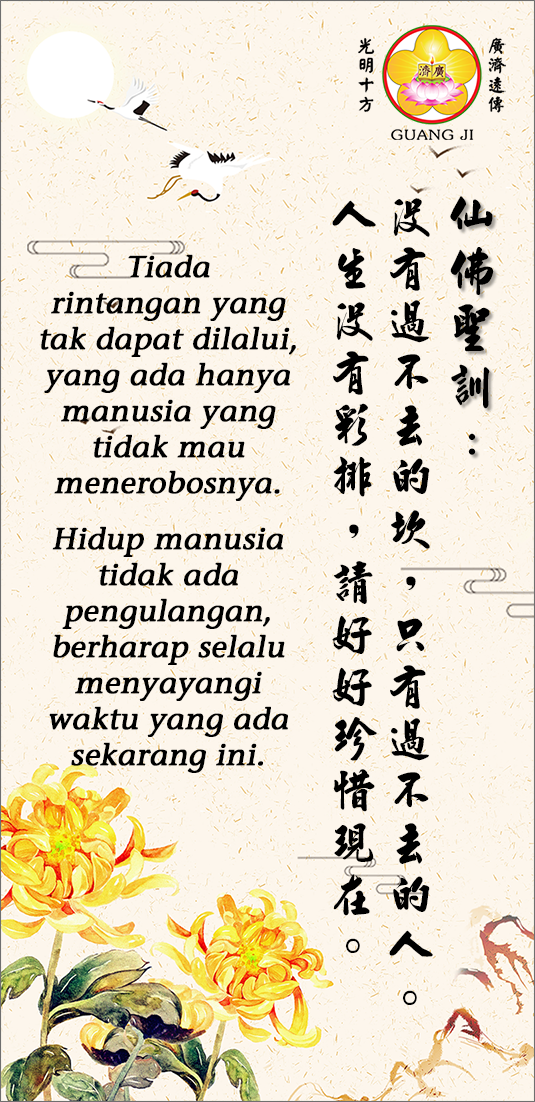 廣濟遠傳
光明十方
廣濟
GUANG JI
仙佛聖訓：
沒有過不去的坎，只有過不去的人。
人生沒有彩排，請好好珍惜現在。
Tiada
rintangan yang
tak dapat dilalui,
yang ada hanya
manusia yang
tidak mau
menerobosnya.
Hidup manusia
tidak ada
pengulangan,
berharap selalu
menyayangi
waktu yang ada
sekarang ini.